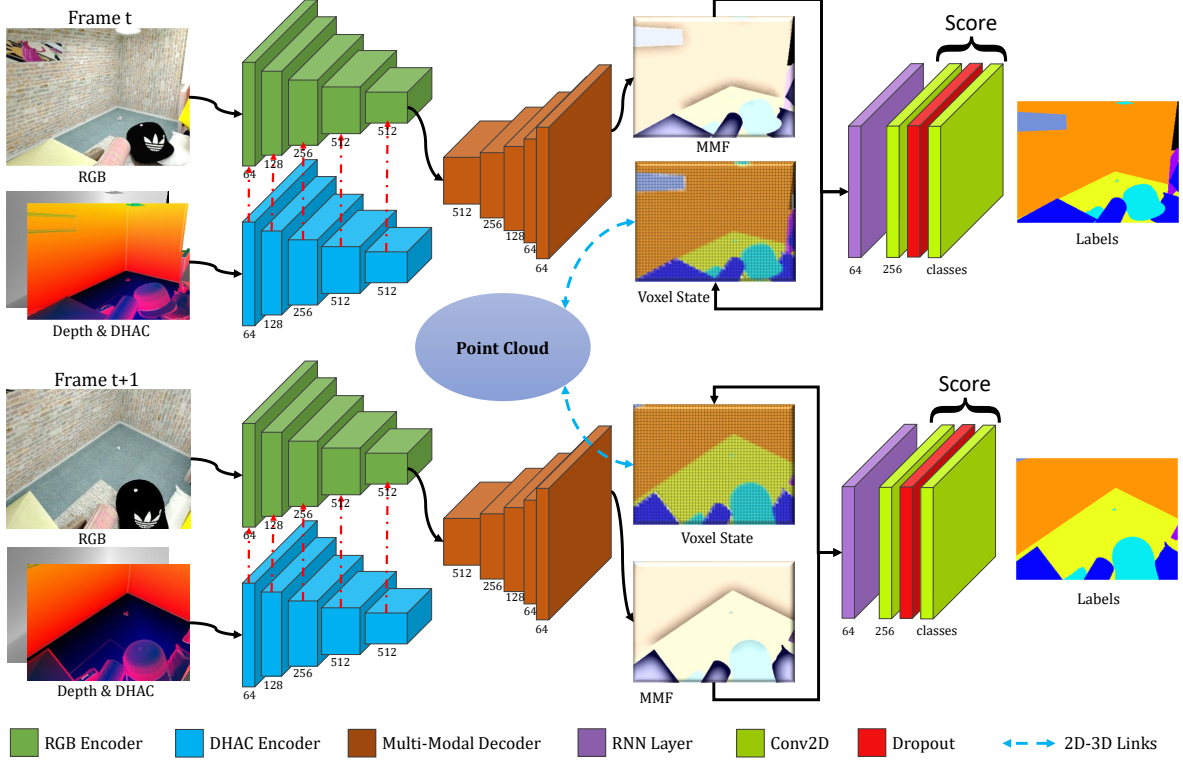 Frame t
RGB
Depth & DHAC
64
128
256
512
512
64
128
256
512
512
512
256
128
64
64
MMF
Voxel State
Score
64
256
classes
Labels
Point Cloud
Frame t+1
RGB
Depth & DHAC
64
128
256
512
512
64
128
256
512
512
512
256
128
64
64
Voxel State
MMF
Score
64
256
classes
Labels
RGB Encoder
DHAC Encoder
Multi-Modal Decoder
RNN Layer
Conv2D
Dropout
2D-3D Links